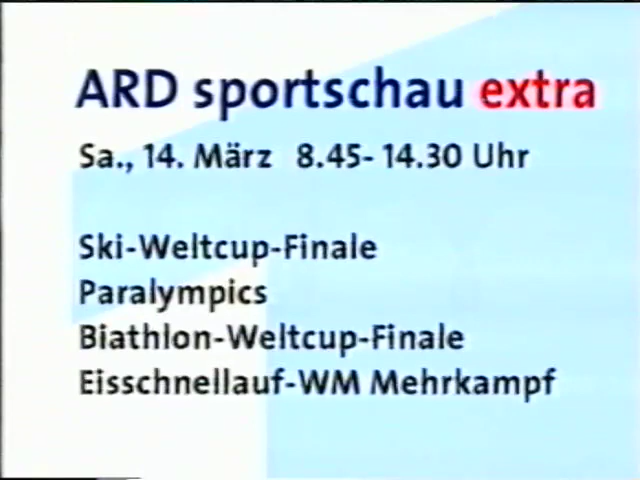 ARD sportschau extra
Sa., 14. März 8.45- 14.30 Uhr
Ski-Weltcup-Finale
Paralympics
Biathlon-Weltcup-Finale
Eisschnellauf-WM Mehrkampf